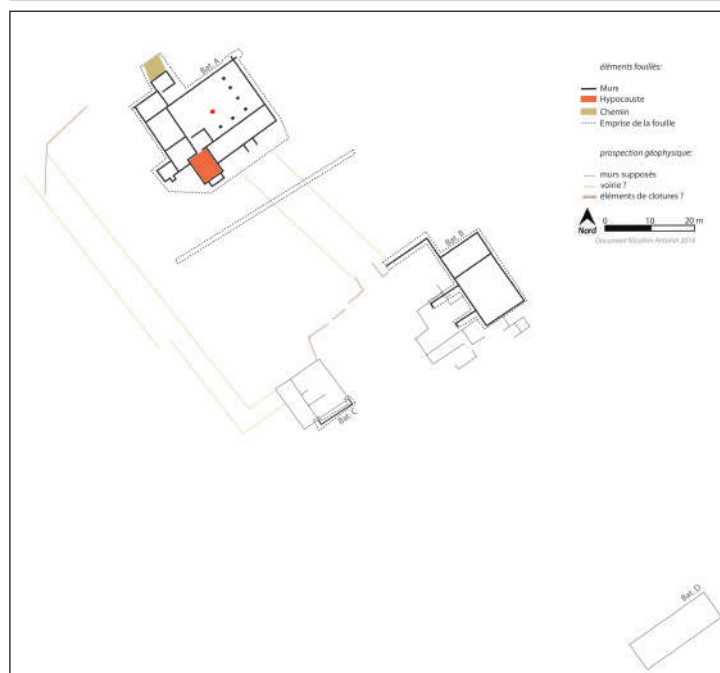 Bat. A
éléments fouillés:
Murs
Hypocauste
Chemin
Emprise de la fouille
prospection géophysique:
murs supposés
voirie ?
éléments de clotures ?
Nord
0 10 20 m
Document Nicolas Antonin 2014
Bat. B
Bat. C
Bat. D